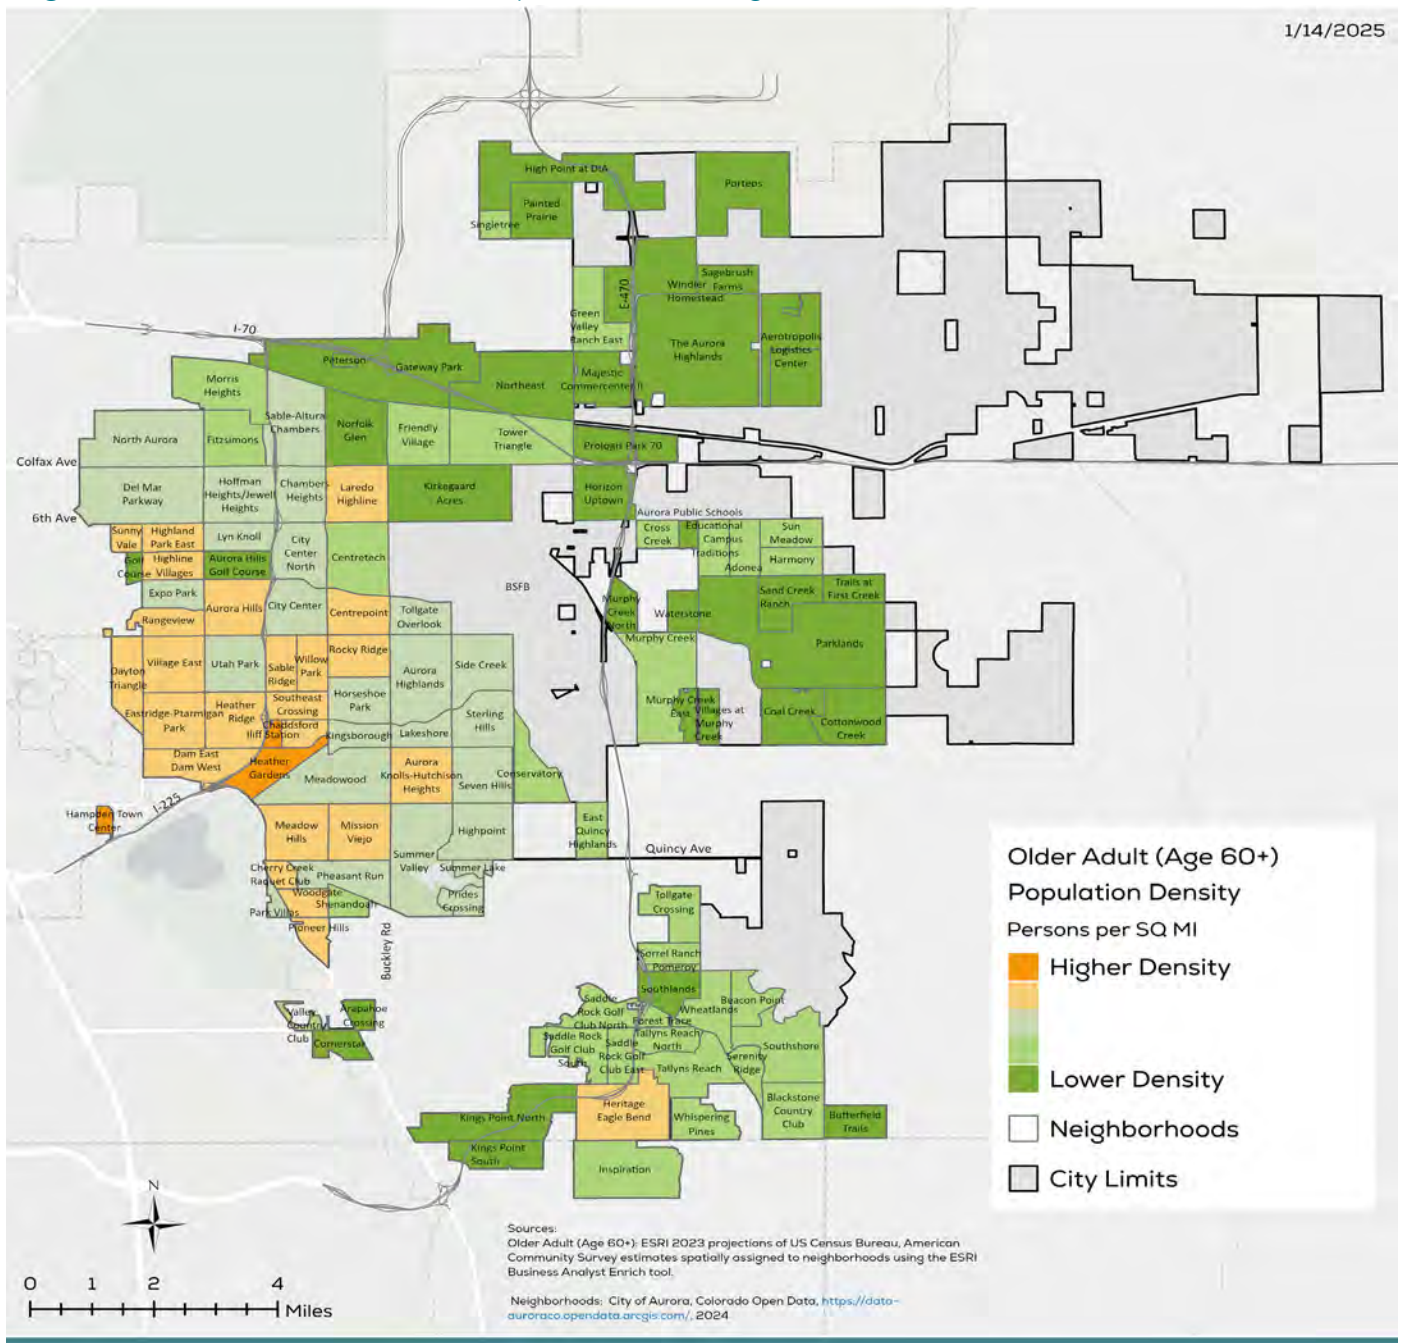 1/14/2025
High Point at DIA
Porteos
Painted
Prairie
Singletree
Sagebrush
Farms
Windler
Homestead
E-470
Green
Valley
Ranch East
The Aurora
Highlands
Aerotropolis
Logistics
Center
I-70
Peterson
Gateway Park
Northeast
Majestic
Commercenter II
Morris
Heights
Sable-Altura
Chambers
Norfolk
Glen
Friendly
Village
Tower
Triangle
Prologis Park 70
North Aurora
Fitzsimons
Colfax Ave
Del Mar
Parkway
Hoffman
Heights/Jewell
Heights
Chambers
Heights
Laredo
Highline
Kirkegaard
Acres
Horizon
Uptown
6th Ave
Aurora Public Schools
Educational
Campus
Sunny
Vale
Highland
Park East
Lyn Knoll
City
Center
North
Centretech
Cross
Creek
Traditions
Adonea
Sun
Meadow
Harmony
Golf
Course
Highline
Villages
Aurora Hills
Golf Course
BSFB
Expo Park
Aurora Hills
City Center
Centrepoint
Tollgate
Overlook
Murphy
Creek
North
Waterstone
Sand Creek
Ranch
Trails at
First Creek
Rangeview
Murphy Creek
Parklands
Dayton
Triangle
Village East
Utah Park
Sable
Ridge
Willow
Park
Rocky Ridge
Aurora
Highlands
Side Creek
Eastridge-Ptarmigan
Park
Heather
Ridge
Southeast
Crossing
Horseshoe
Park
Sterling
Hills
Murphy Creek
East
Villages at
Murphy
Creek
Coal Creek
Cottonwood
Creek
Chaddsford
Iliff Station
Kingsborough
Lakeshore
Dam East
Dam West
Heather
Gardens
Meadowood
Aurora
Knolls-Hutchison
Heights
Seven Hills
Conservatory
I-225
Hampden Town
Center
Meadow
Hills
Mission
Viejo
Highpoint
East
Quincy
Highlands
Quincy Ave
Summer
Valley
Summer Lake
Cherry Creek
Raquet Club
Pheasant Run
Woodgate
Shenandoah
Prides
Crossing
Park Villas
Pioneer Hills
Buckley Rd
Tollgate
Crossing
Sorrel Ranch
Pomeroy
Southlands
Valley
Country
Club
Arapahoe
Crossing
Cornerstar
Saddle
Rock Golf
Club North
Wheatlands
Beacon Point
Forest Trace
Saddle Rock
Golf Club
South
Saddle
Rock Golf
Club East
Tallyns Reach
North
Tallyns Reach
Serenity
Ridge
Southshore
Blackstone
Country
Club
Butterfield
Trails
Kings Point North
Heritage
Eagle Bend
Whispering
Pines
Kings Point
South
Inspiration
Older Adult (Age 60+)
Population Density
Persons per SQ MI
Higher Density
Lower Density
Neighborhoods
City Limits
N
0 1 2 4
Miles
Sources:
Older Adult (Age 60+): ESRI 2023 projections of US Census Bureau, American
Community Survey estimates spatially assigned to neighborhoods using the ESRI
Business Analyst Enrich tool.
Neighborhoods: City of Aurora, Colorado Open Data, https://data-
auroraco.opendata.arcgis.com/, 2024